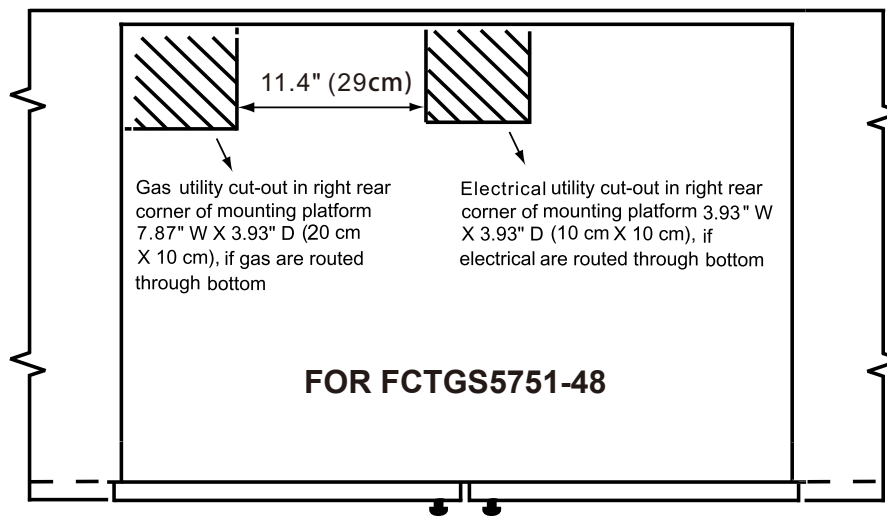 11.4" (29cm)
Gas utility cut-out in right rear
corner of mounting platform
7.87" W X 3.93" D (20 cm
X 10 cm), if gas are routed
through bottom
Electrical utility cut-out in right rear
corner of mounting platform 3.93" W
X 3.93" D (10 cm X 10 cm), if
electrical are routed through bottom
FOR FCTGS5751-48